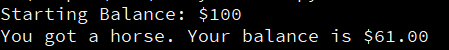 Starting Balance: $100
You got a horse. Your balance is $61.00